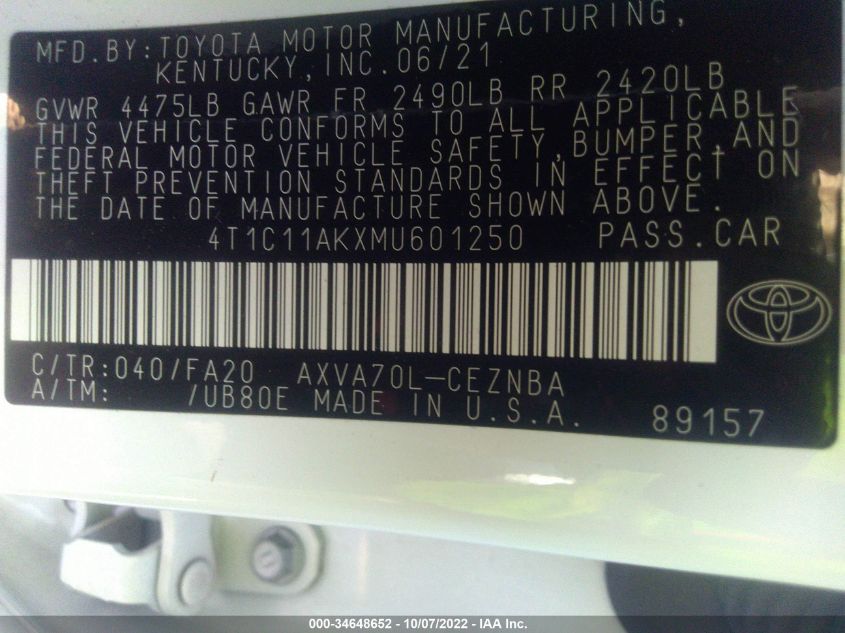 MFD.BY:TOYOTA MOTOR MANUFACTURING,
KENTUCKY,INC.06/21
GVWR 4475LB GAWR FR 2490LB RR 2420LB
THIS VEHICLE CONFORMS TO ALL APPLICABLE
FEDERAL MOTOR VEHICLE SAFETY,BUMPER,AND
THEFT PREVENTION STANDARDS IN EFFECT ON
THE DATE OF MANUFACTURE SHOWN ABOVE.
4T1C11AKXMU601250 PASS.CAR
C/TR:040/FA20 AXVA70L-CEZNBA
A/TM: /UB80E MADE IN U.S.A.
89157
000-34648652 - 10/07/2022 - IAA Inc.